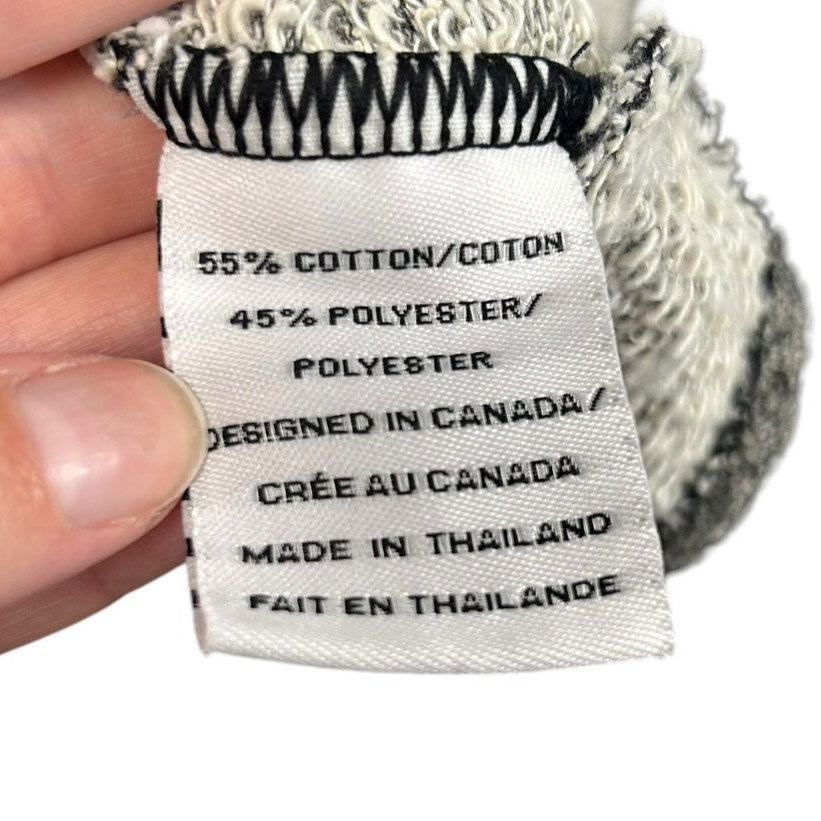 55% COTTON/COTON
45% POLYESTER/
POLYESTER
DESIGNED IN CANADA/
CRÉE AU CANADA
MADE IN THAILAND
FAIT EN THAILANDE